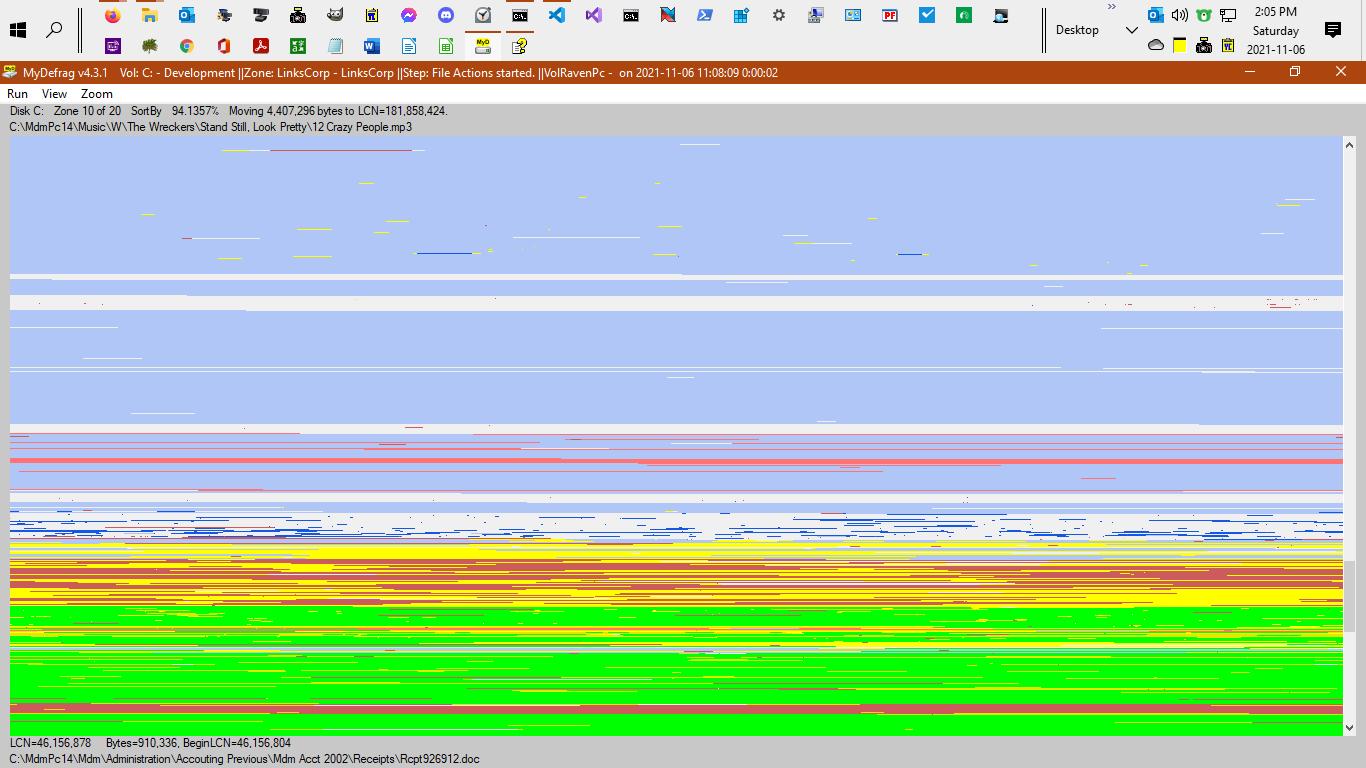 »
Desktop
2:05 PM
Saturday
2021-11-06
MyDefrag v4.3.1 Vol: C: - Development ||Zone: LinksCorp - LinksCorp ||Step: File Actions started. ||VolRavenPc - on 2021-11-06 11:08:09 0:00:02
Run View Zoom
Disk C: Zone 10 of 20 SortBy 94.1357% Moving 4,407,296 bytes to LCN=181,858,424.
C:\MdmPc14\Music\W\The Wreckers\Stand Still, Look Pretty\12 Crazy People.mp3
LCN=46,156,878 Bytes=910,336, BeginLCN=46,156,804
C:\MdmPc14\Mdm\Administration\Accouting Previous\Mdm Acct 2002\Receipts\Rcpt926912.doc